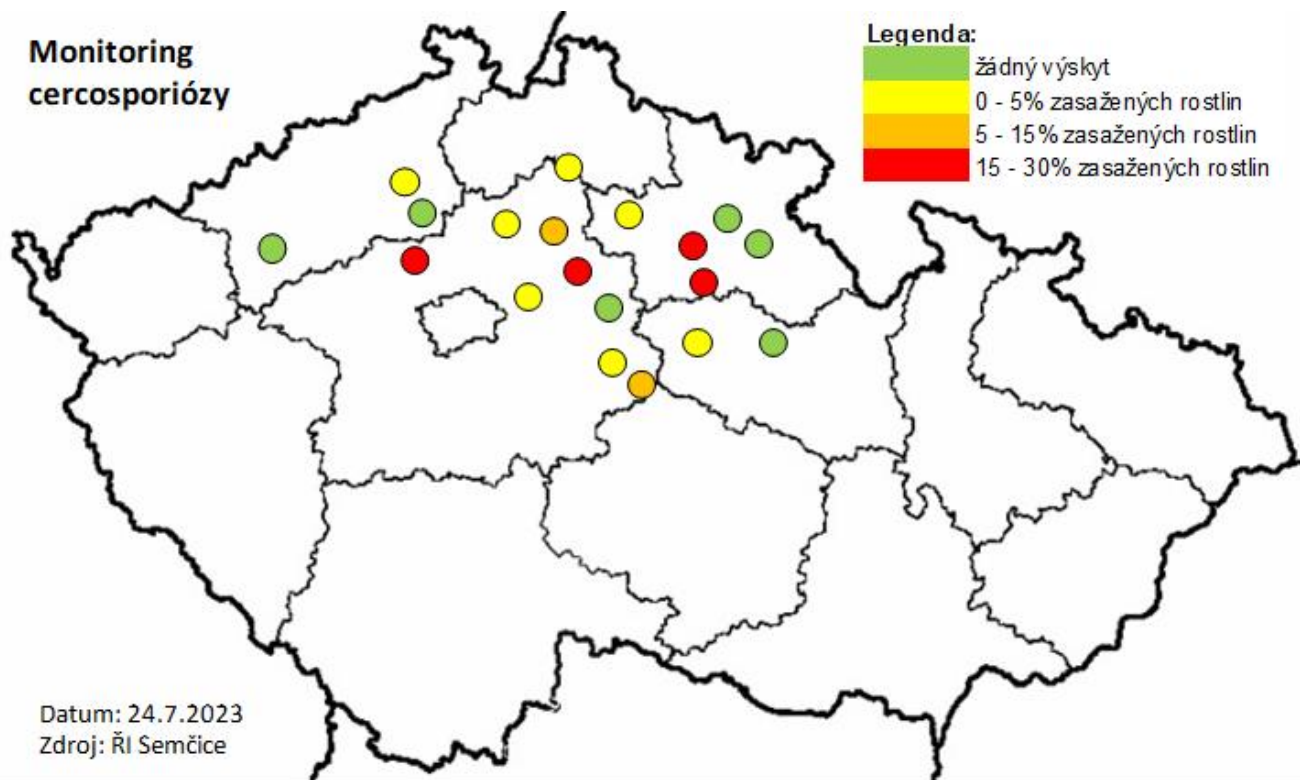 Monitoring
cercosporiózy
Legenda:
žádný výskyt
0 - 5% zasažených rostlin
5 - 15% zasažených rostlin
15 - 30% zasažených rostlin
Datum: 24.7.2023
Zdroj: ŘI Semčice